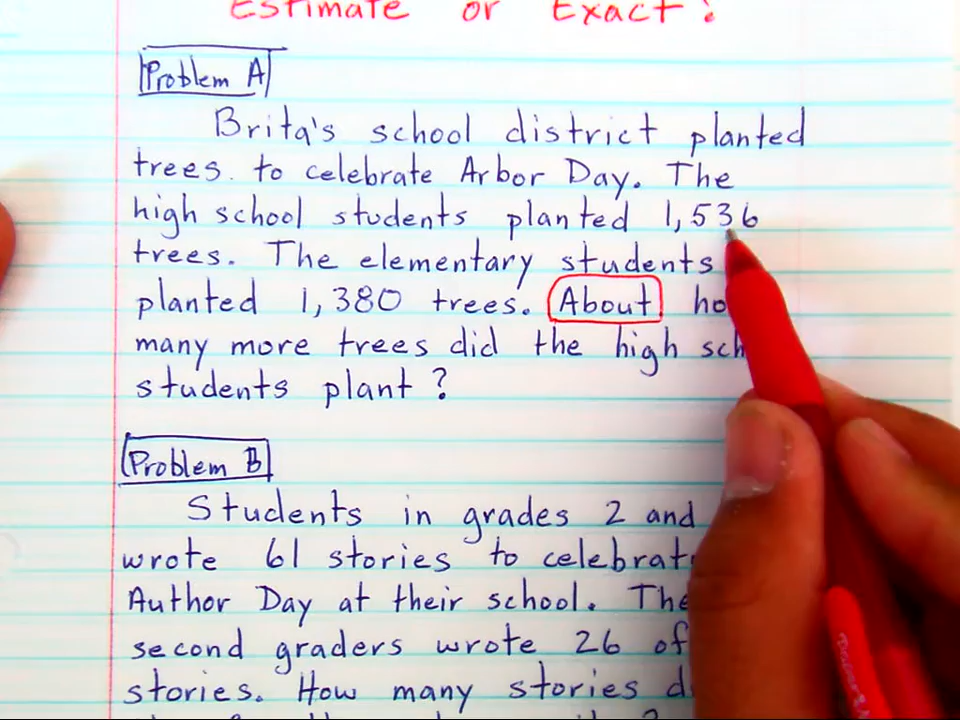 Estimate or Exact?
Problem A
Brita's school district planted
trees. to celebrate Arbor Day. The
high school students planted 1,536
trees. The elementary students
planted 1,380 trees. About ho
many more trees did the high sch
students plant?
Problem B
Students in grades 2 and
wrote 61 stories to celebrat
Author Day at their school. The
second graders wrote 26 of
stories. How many stories d